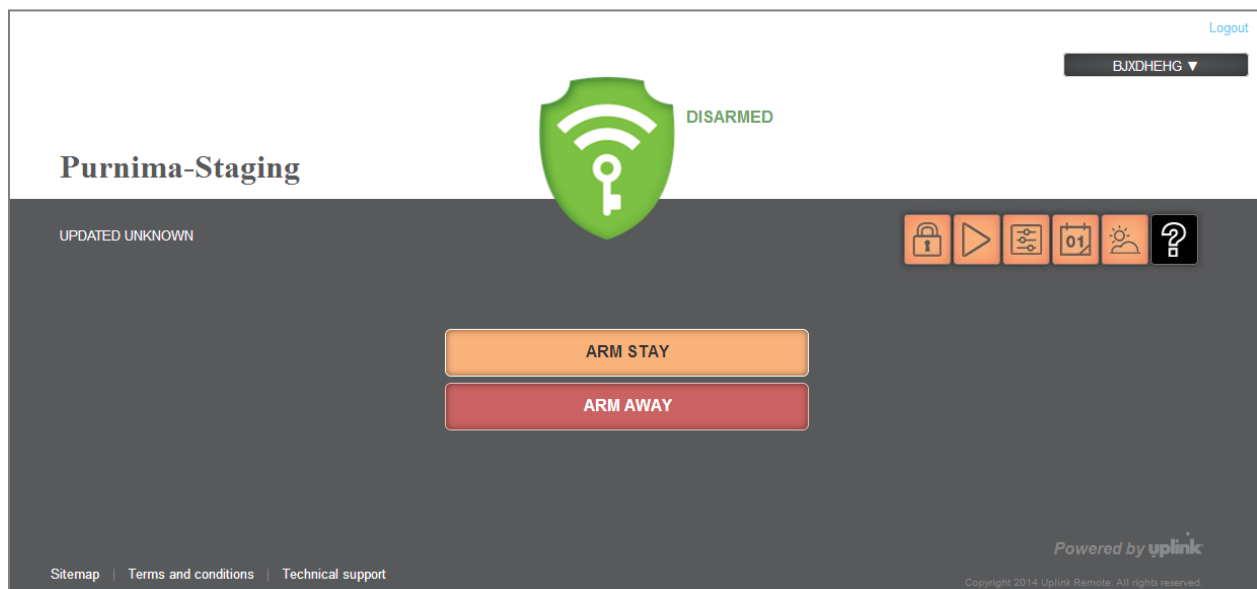 Logout
BJXDHEHG ▼
DISARMED
Purnima-Staging
UPDATED UNKNOWN
01
?
ARM STAY
ARM AWAY
Powered by uplink
Sitemap | Terms and conditions | Technical support
Copyright 2014 Uplink Remote. All rights reserved.